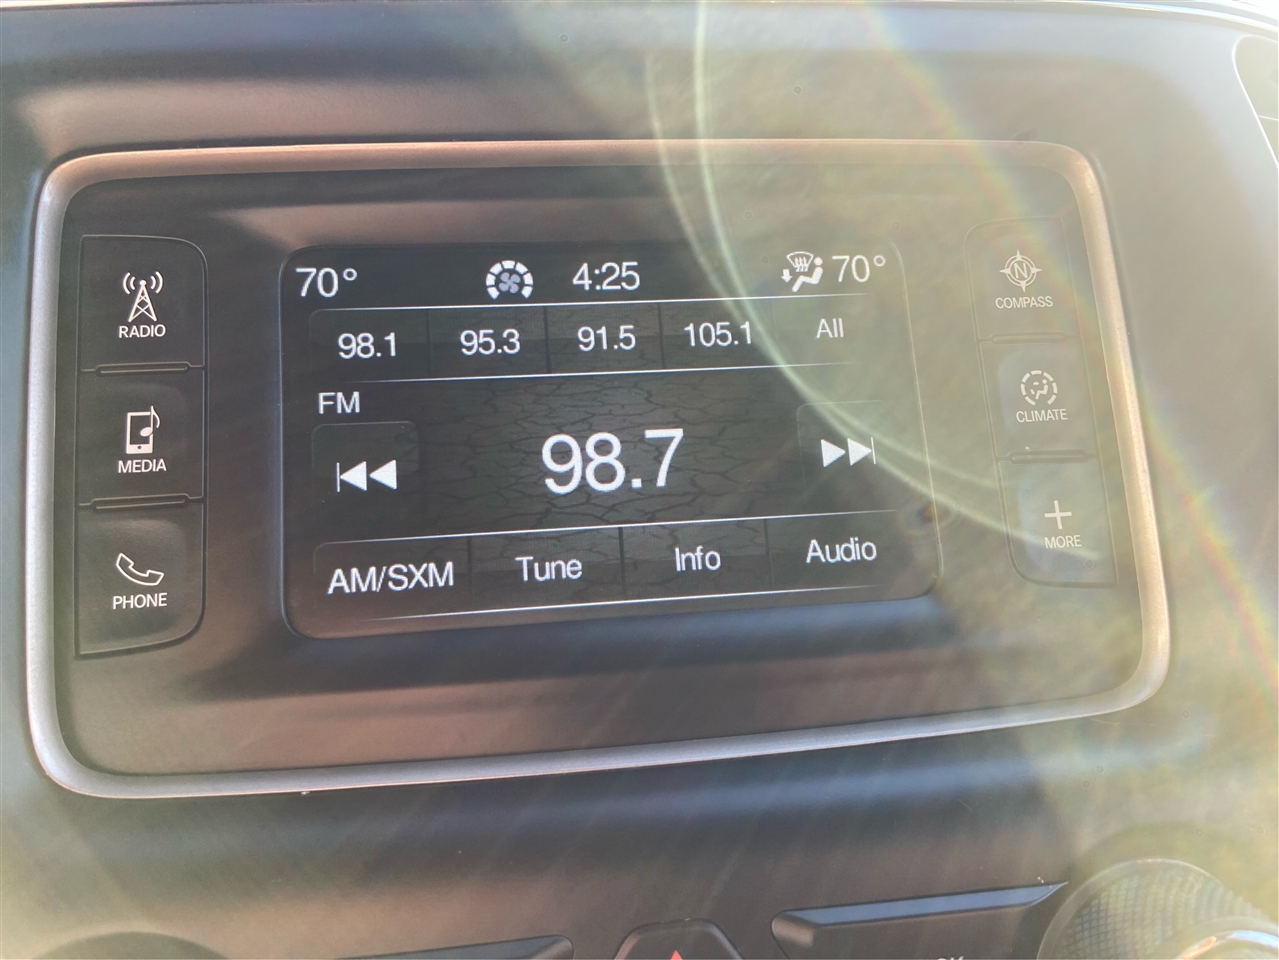 70° 4:25 70°
98.1 95.3 91.5 105.1 All
FM
98.7
AM/SXM Tune Info Audio
RADIO
MEDIA
PHONE
N
COMPASS
CLIMATE
MORE